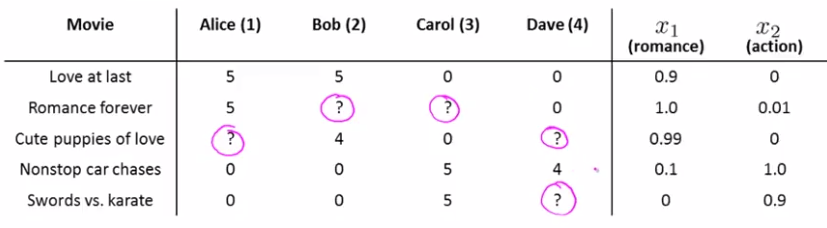 Movie Alice (1) Bob (2) Carol (3) Dave (4) x₁ x₂
(romance) (action)
Love at last 5 5 0 0 0.9 0
Romance forever 5 ? ? 0 1.0 0.01
Cute puppies of love ? 4 0 ? 0.99 0
Nonstop car chases 0 0 5 4 0.1 1.0
Swords vs. karate 0 0 5 ? 0 0.9